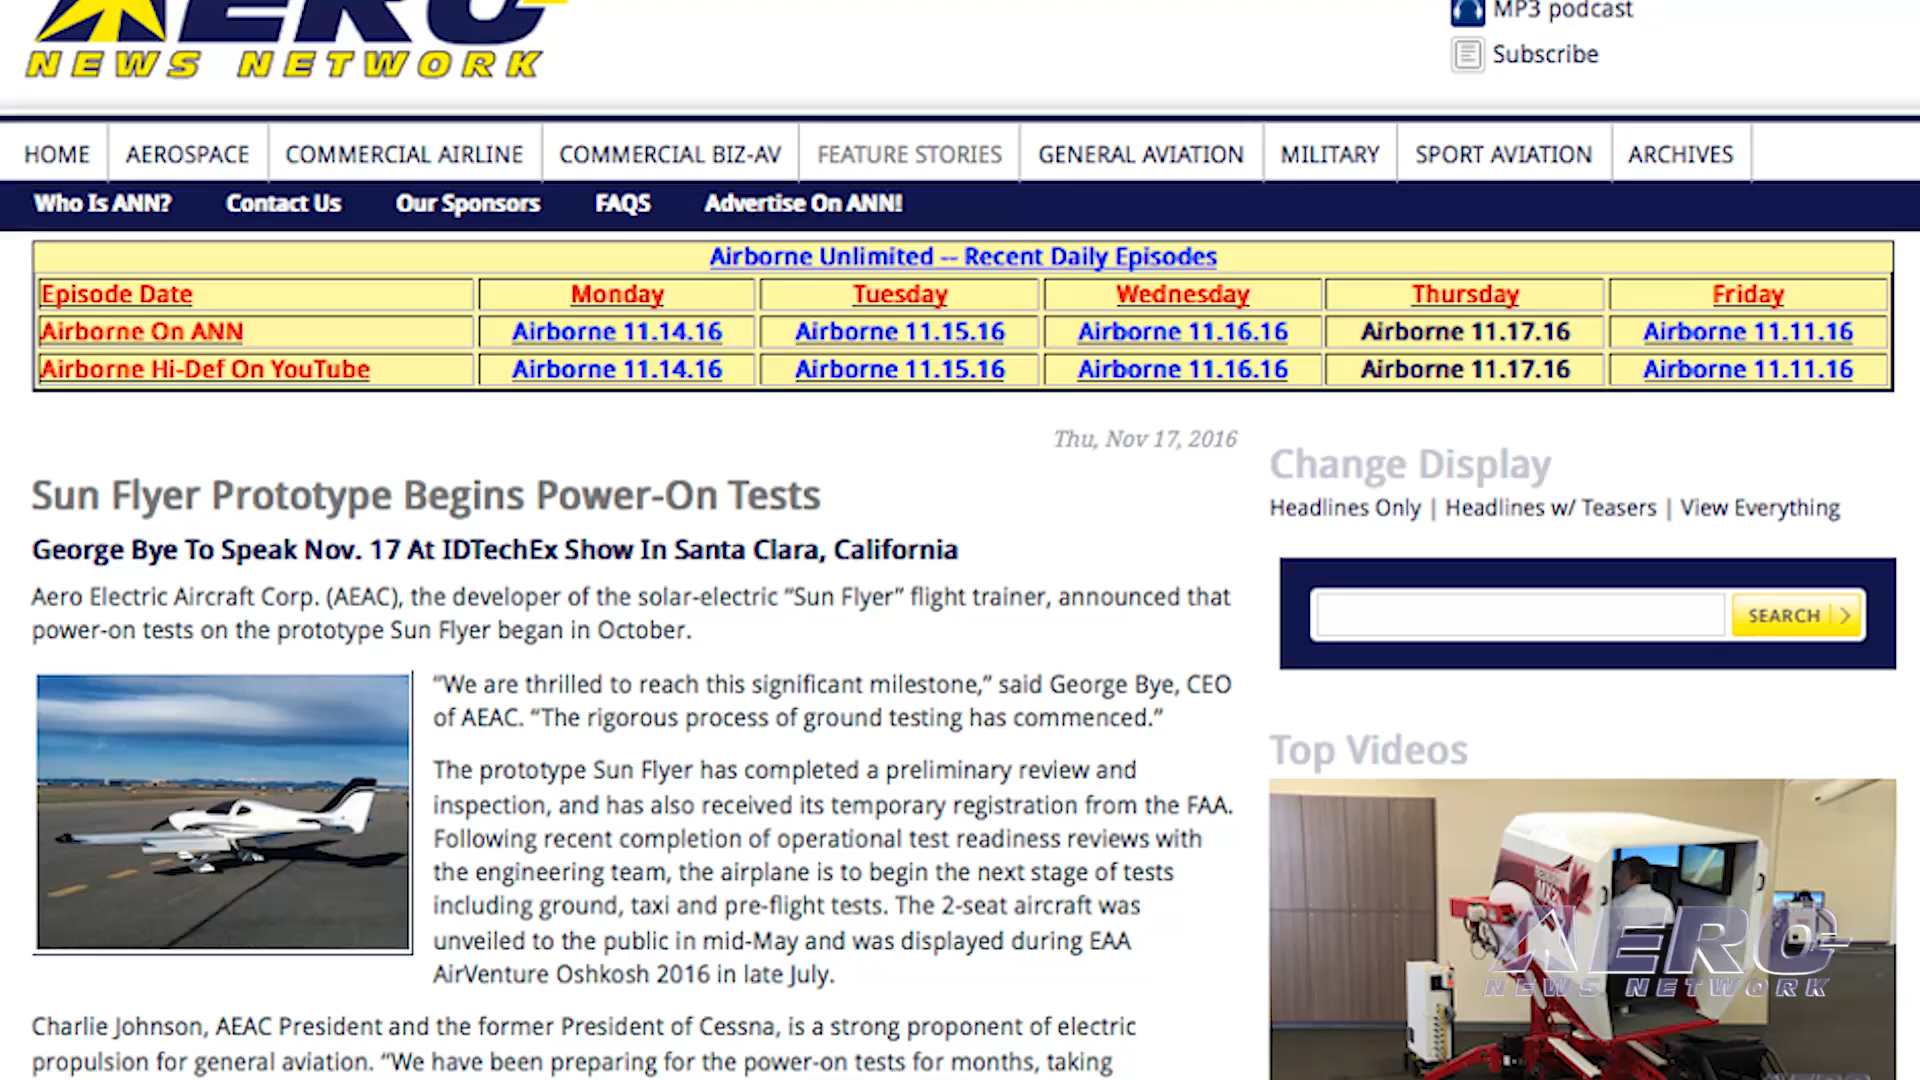 AERO
NEWS NETWORK
MP3 podcast
Subscribe
HOME AEROSPACE COMMERCIAL AIRLINE COMMERCIAL BIZ-AV FEATURE STORIES GENERAL AVIATION MILITARY SPORT AVIATION ARCHIVES
Who Is ANN? Contact Us Our Sponsors FAQS Advertise On ANN!
Airborne Unlimited -- Recent Daily Episodes
Episode Date Monday Tuesday Wednesday Thursday Friday
Airborne On ANN Airborne 11.14.16 Airborne 11.15.16 Airborne 11.16.16 Airborne 11.17.16 Airborne 11.11.16
Airborne Hi-Def On YouTube Airborne 11.14.16 Airborne 11.15.16 Airborne 11.16.16 Airborne 11.17.16 Airborne 11.11.16
Thu, Nov 17, 2016
Sun Flyer Prototype Begins Power-On Tests
George Bye To Speak Nov. 17 At IDTechEx Show In Santa Clara, California
Aero Electric Aircraft Corp. (AEAC), the developer of the solar-electric “Sun Flyer” flight trainer, announced that
power-on tests on the prototype Sun Flyer began in October.
“We are thrilled to reach this significant milestone,” said George Bye, CEO
of AEAC. “The rigorous process of ground testing has commenced.”
The prototype Sun Flyer has completed a preliminary review and
inspection, and has also received its temporary registration from the FAA.
Following recent completion of operational test readiness reviews with
the engineering team, the airplane is to begin the next stage of tests
including ground, taxi and pre-flight tests. The 2-seat aircraft was
unveiled to the public in mid-May and was displayed during EAA
AirVenture Oshkosh 2016 in late July.
Charlie Johnson, AEAC President and the former President of Cessna, is a strong proponent of electric
propulsion for general aviation. “We have been preparing for the power-on tests for months, taking
Change Display
Headlines Only | Headlines w/ Teasers | View Everything
SEARCH
Top Videos
AERO
NEWS NETWORK